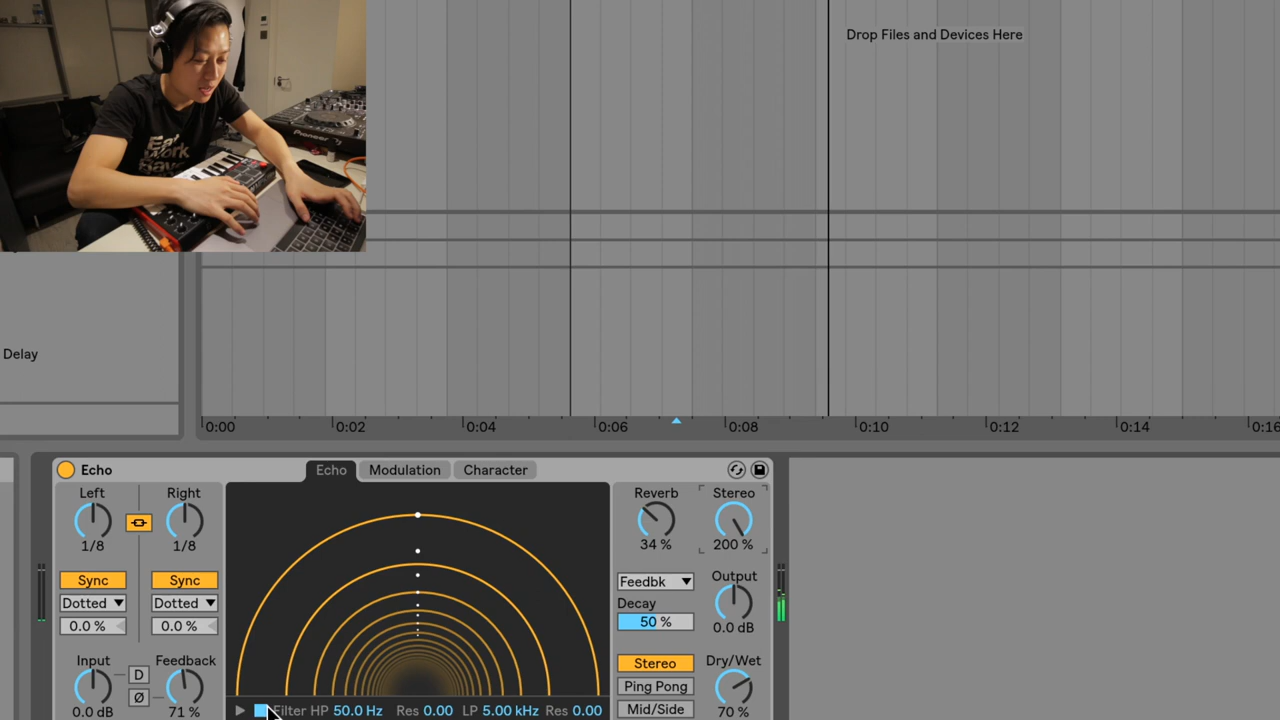 Drop Files and Devices Here
Eat
Work
Pioneer
Delay
0:00 0:02 0:04 0:06 0:08 0:10 0:12 0:14 0:16
Echo
Echo Modulation Character
Left Right
1/8 1/8
Sync Sync
Dotted Dotted
0.0 % 0.0 %
Input D Feedback
Ø
0.0 dB 71 %
Filter HP 50.0 Hz Res 0.00 LP 5.00 kHz Res 0.00
Reverb Stereo
34 % 200 %
Feedbk Output
Decay
50 % 0.0 dB
Stereo Dry/Wet
Ping Pong
Mid/Side 70 %